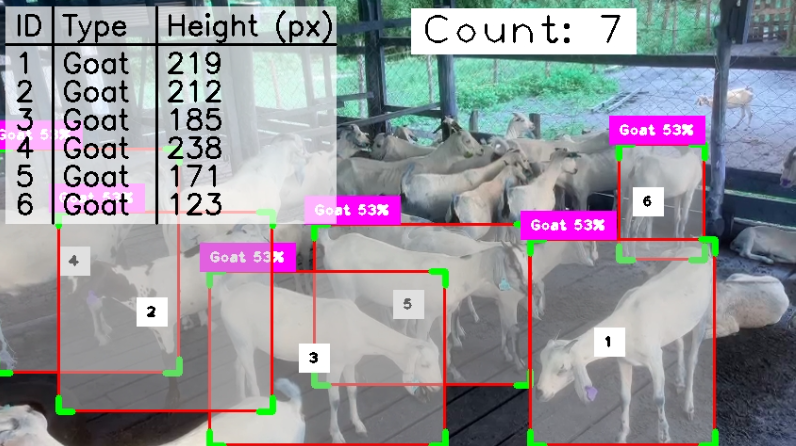 ID Type Height (px)
1 Goat 219
2 Goat 212
3 Goat 185
4 Goat 238
5 Goat 171
6 Goat 123
Count: 7
Goat 53%
Goat 53%
Goat 53%
Goat 53%
Goat 53%
Goat 53%
6
4
5
2
1
3